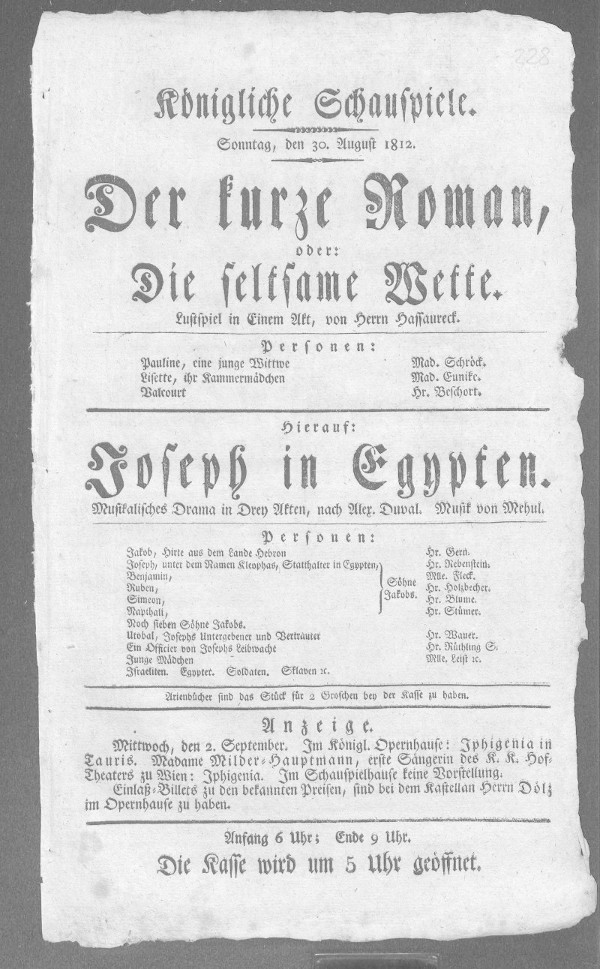 228
Königliche Schauspiele.
Sonntag, den 30. August 1812.
Der kurze Roman,
oder:
Die seltsame Wette.
Lustspiel in Einem Akt, von Herrn Hassaureck.
Personen:
Pauline, eine junge Wittwe Mad. Schröck.
Lisette, ihr Kammermädchen Mad. Eunike.
Valcourt Hr. Beschort.
Hierauf:
Joseph in Egypten.
Musikalisches Drama in Drey Akten, nach Alex. Duval. Musik von Mehul.
Personen:
Jakob, Hirte aus dem Lande Hebron Hr. Gern.
Joseph, unter dem Namen Kleophas, Statthalter in Egypten, Hr. Rebenstein.
Benjamin, Mlle. Fleck.
Ruben, Söhne Hr. Holzbecher.
Simeon, Jakobs. Hr. Blume.
Napthali, Hr. Stümer.
Noch sieben Söhne Jakobs.
Utobal, Josephs Untergebener und Vertrauter Hr. Wauer.
Ein Officier von Josephs Leibwache Hr. Rüthling S.
Junge Mädchen Mlle. Leist ꝛc.
Israeliten. Egypter. Soldaten. Sklaven ꝛc.
Arienbücher sind das Stück für 2 Groschen bey der Kasse zu haben.
Anzeige.
Mittwoch, den 2. September. Im Königl. Opernhause: Iphigenia in
Tauris. Madame Milder-Hauptmann, erste Sängerin des K. K. Hof-
Theaters zu Wien: Iphigenia. Im Schauspielhause keine Vorstellung.
Einlaß-Billets zu den bekannten Preisen, sind bei dem Kastellan Herrn Dölz
im Opernhause zu haben.
Anfang 6 Uhr; Ende 9 Uhr.
Die Kasse wird um 5 Uhr geöffnet.